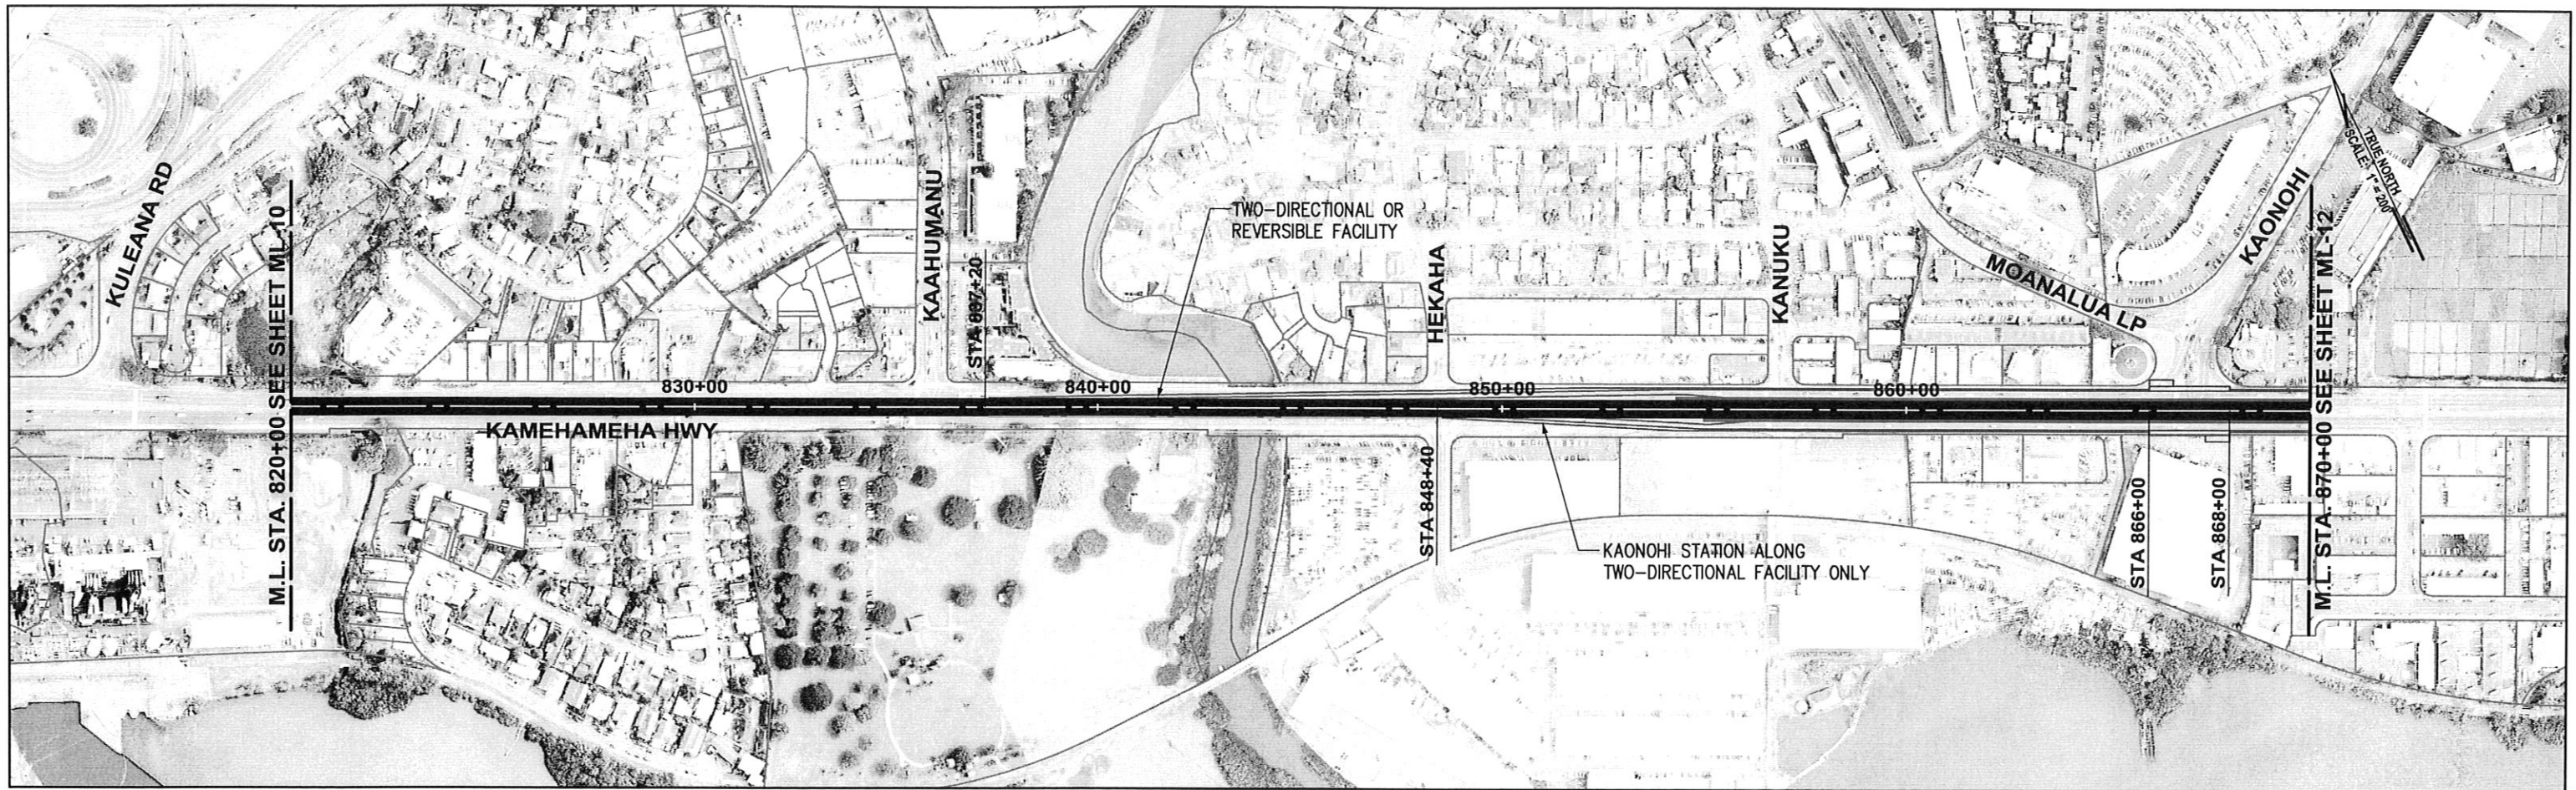 KULEANA RD
M.L. STA. 820+00 SEE SHEET ML-10
830+00
KAMEHAMEHA HWY
KAAHUMANU
STA 837+20
840+00
TWO-DIRECTIONAL OR
REVERSIBLE FACILITY
HEKAHA
STA 848+40
850+00
KAONOHI STATION ALONG
TWO-DIRECTIONAL FACILITY ONLY
KANUKU
860+00
MOANALUA LP
KAONOHI
STA 866+00
STA 868+00
M.L. STA. 870+00 SEE SHEET ML-12
TRUE NORTH
SCALE: 1" = 200'